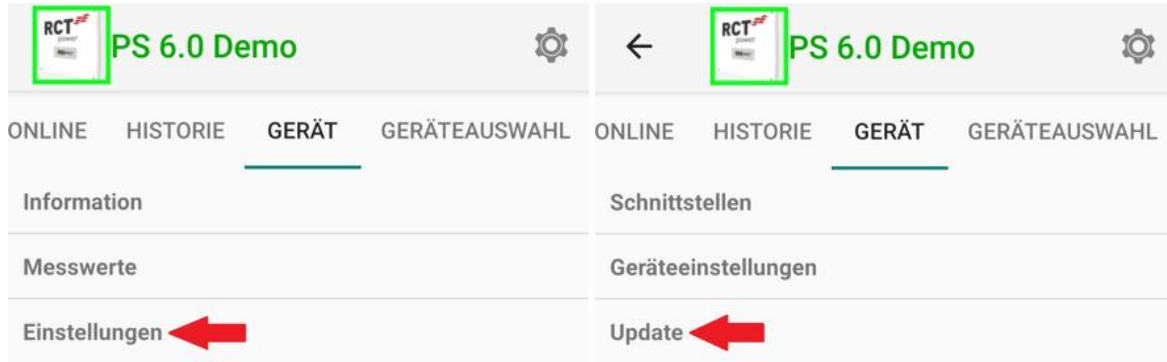 RCT
power
PS 6.0 Demo
ONLINE HISTORIE GERÄT GERÄTEAUSWAHL
Information
Messwerte
Einstellungen
RCT
power
PS 6.0 Demo
ONLINE HISTORIE GERÄT GERÄTEAUSWAHL
Schnittstellen
Geräteeinstellungen
Update